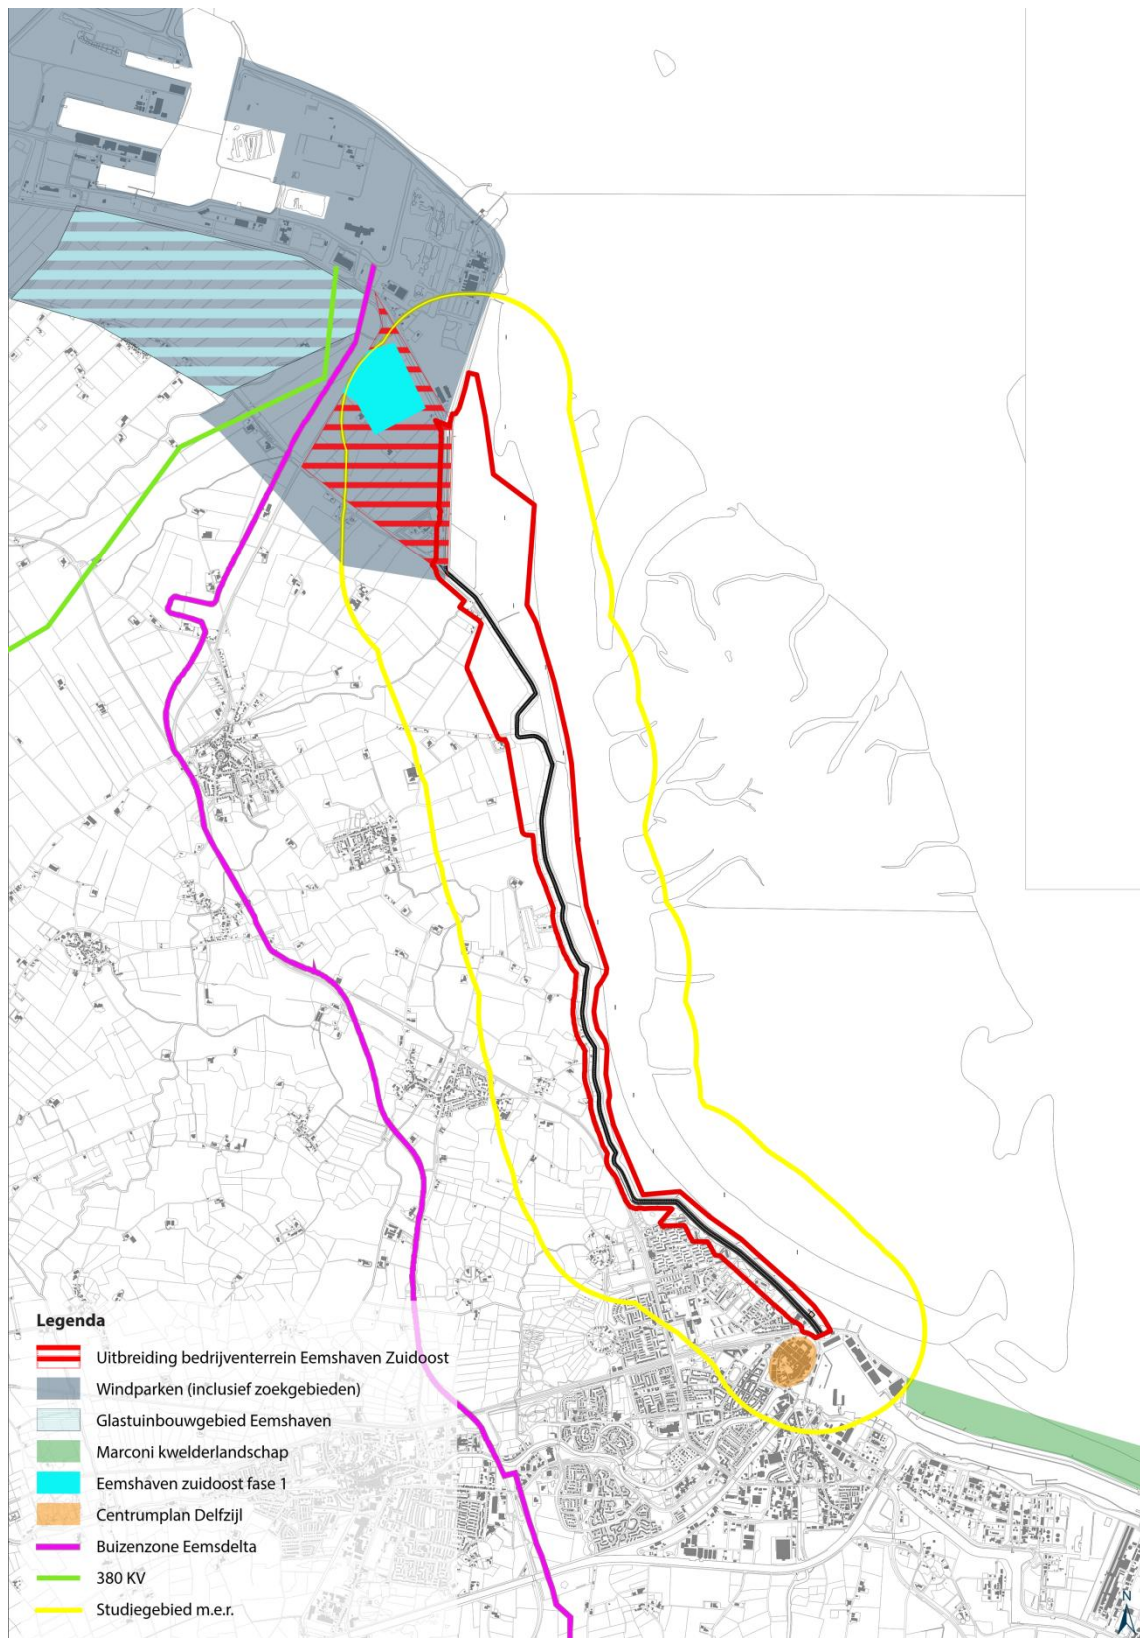 Legenda
Uitbreiding bedrijventerrein Eemshaven Zuidoost
Windparken (inclusief zoekgebieden)
Glastuinbouwgebied Eemshaven
Marconi kwelderlandschap
Eemshaven zuidoost fase 1
Centrumplan Delfzijl
Buizenzone Eemsdelta
380 KV
Studiegebied m.e.r.
N